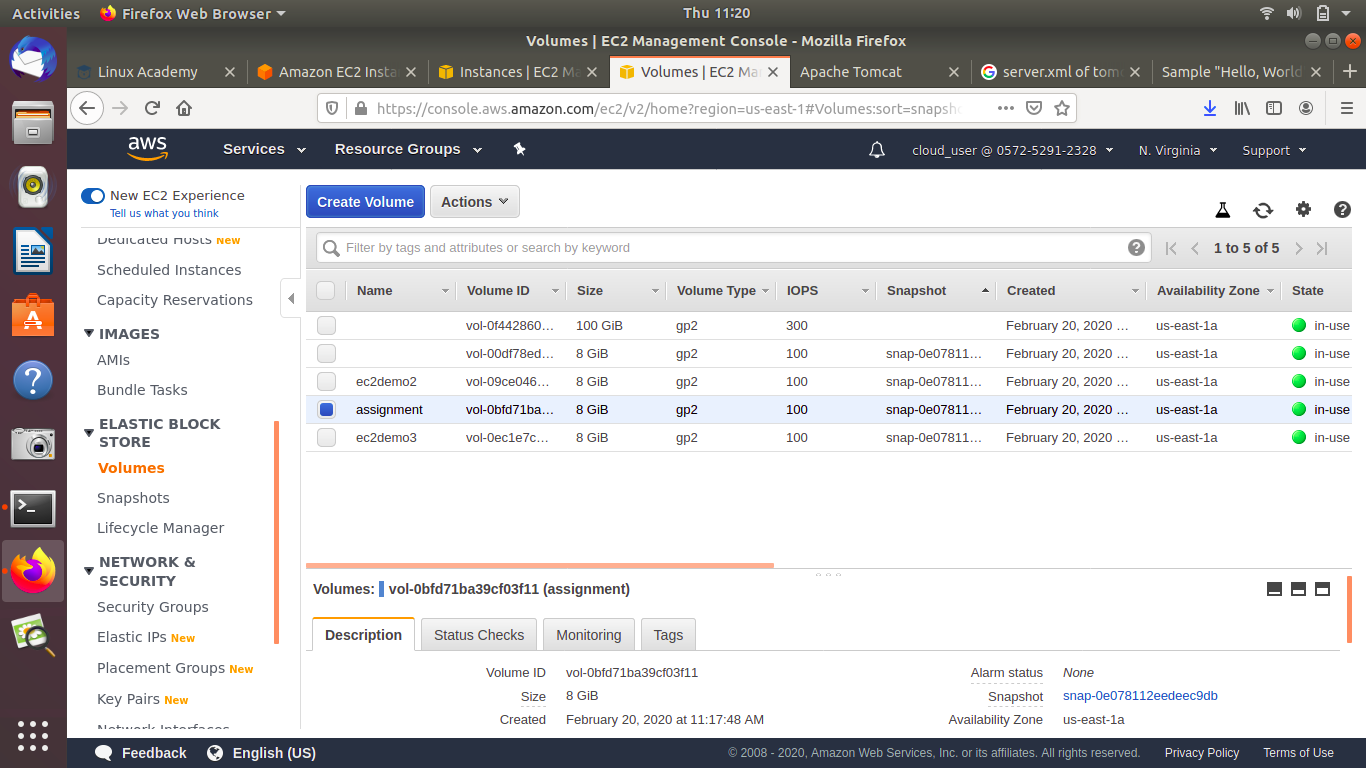 Activities Firefox Web Browser Thu 11:20
Volumes | EC2 Management Console - Mozilla Firefox
Linux Academy Amazon EC2 Insta Instances | EC2 Ma Volumes | EC2 Ma Apache Tomcat server.xml of tom Sample "Hello, World
https://console.aws.amazon.com/ec2/v2/home?region=us-east-1#Volumes:sort=snapsho
aws Services Resource Groups cloud_user @ 0572-5291-2328 N. Virginia Support
New EC2 Experience
Tell us what you think
Dedicated Hosts New
Scheduled Instances
Capacity Reservations
IMAGES
AMIs
Bundle Tasks
ELASTIC BLOCK
STORE
Volumes
Snapshots
Lifecycle Manager
NETWORK &
SECURITY
Security Groups
Elastic IPs New
Placement Groups New
Key Pairs New
Network Interfaces
Create Volume Actions
Filter by tags and attributes or search by keyword 1 to 5 of 5
Name Volume ID Size Volume Type IOPS Snapshot Created Availability Zone State
vol-0f442860... 100 GiB gp2 300 February 20, 2020 ... us-east-1a in-use
vol-00df78ed... 8 GiB gp2 100 snap-0e07811... February 20, 2020 ... us-east-1a in-use
ec2demo2 vol-09ce046... 8 GiB gp2 100 snap-0e07811... February 20, 2020 ... us-east-1a in-use
assignment vol-0bfd71ba... 8 GiB gp2 100 snap-0e07811... February 20, 2020 ... us-east-1a in-use
ec2demo3 vol-0ec1e7c... 8 GiB gp2 100 snap-0e07811... February 20, 2020 ... us-east-1a in-use
Volumes: vol-0bfd71ba39cf03f11 (assignment)
Description Status Checks Monitoring Tags
Volume ID vol-0bfd71ba39cf03f11 Alarm status None
Size 8 GiB Snapshot snap-0e078112eedeec9db
Created February 20, 2020 at 11:17:48 AM Availability Zone us-east-1a
Feedback English (US) © 2008 - 2020, Amazon Web Services, Inc. or its affiliates. All rights reserved. Privacy Policy Terms of Use